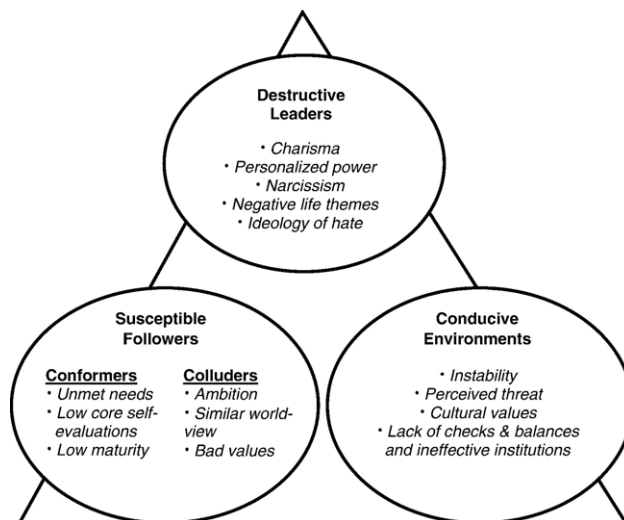 Destructive
Leaders
• Charisma
• Personalized power
• Narcissism
• Negative life themes
• Ideology of hate
Susceptible
Followers
Conformers
• Unmet needs
• Low core self-
evaluations
• Low maturity
Colluders
• Ambition
• Similar world-
view
• Bad values
Conducive
Environments
• Instability
• Perceived threat
• Cultural values
• Lack of checks & balances
and ineffective institutions